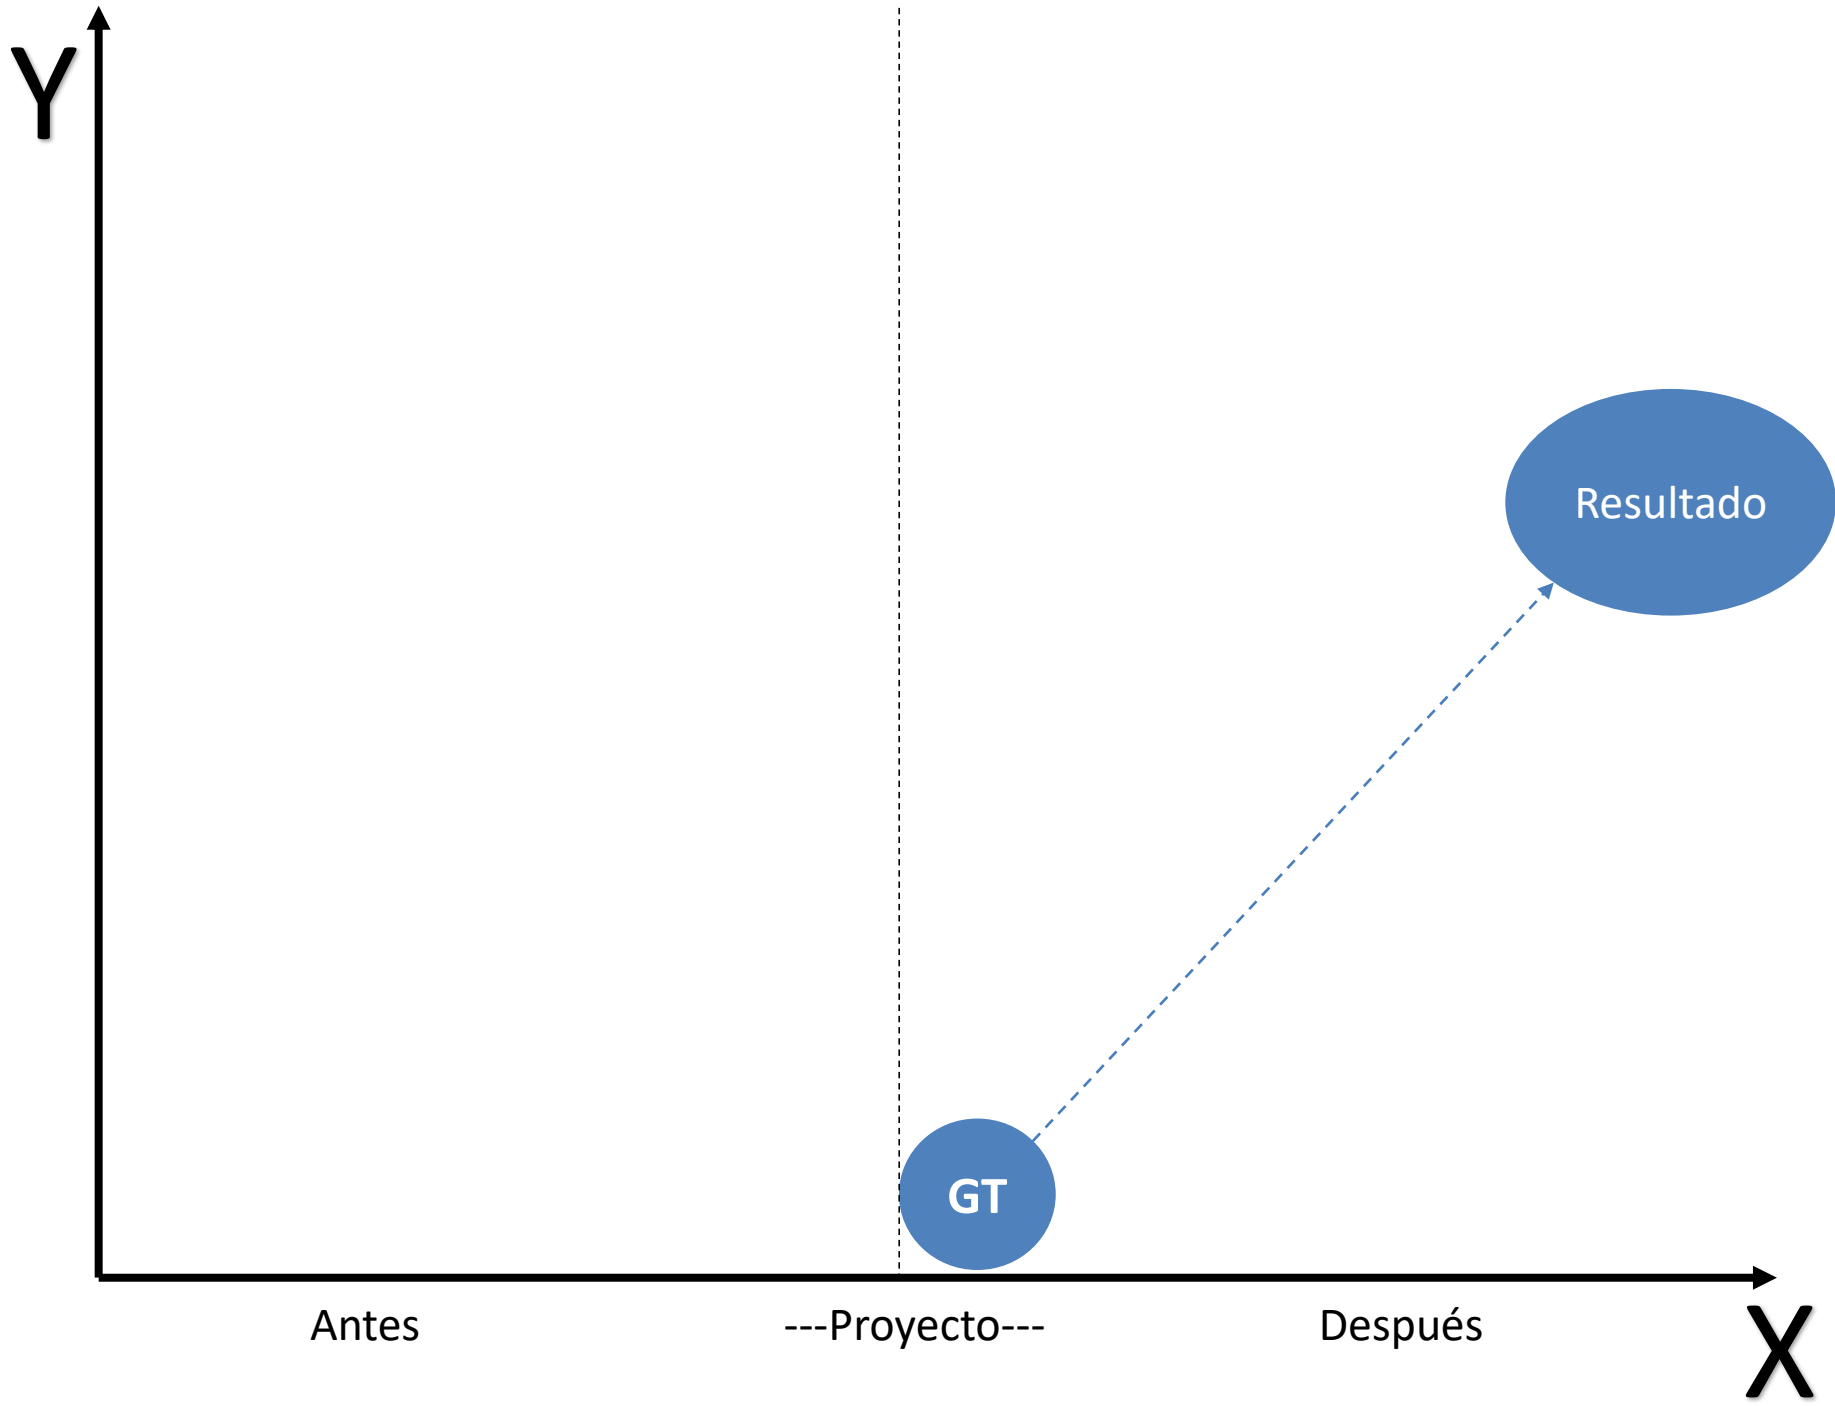 Y
Resultado
GT
Antes
---Proyecto---
Después
X